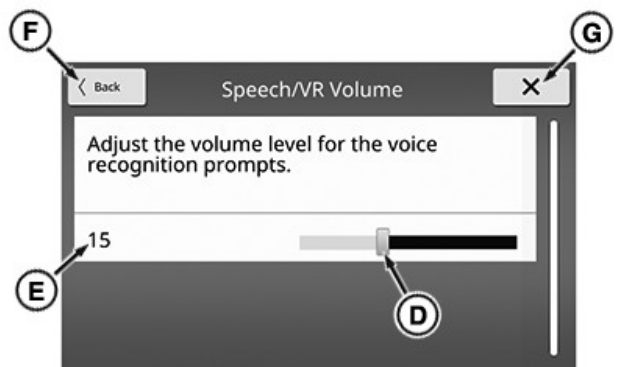 F
G
Back
Speech/VR Volume
Adjust the volume level for the voice
recognition prompts.
15
E
D